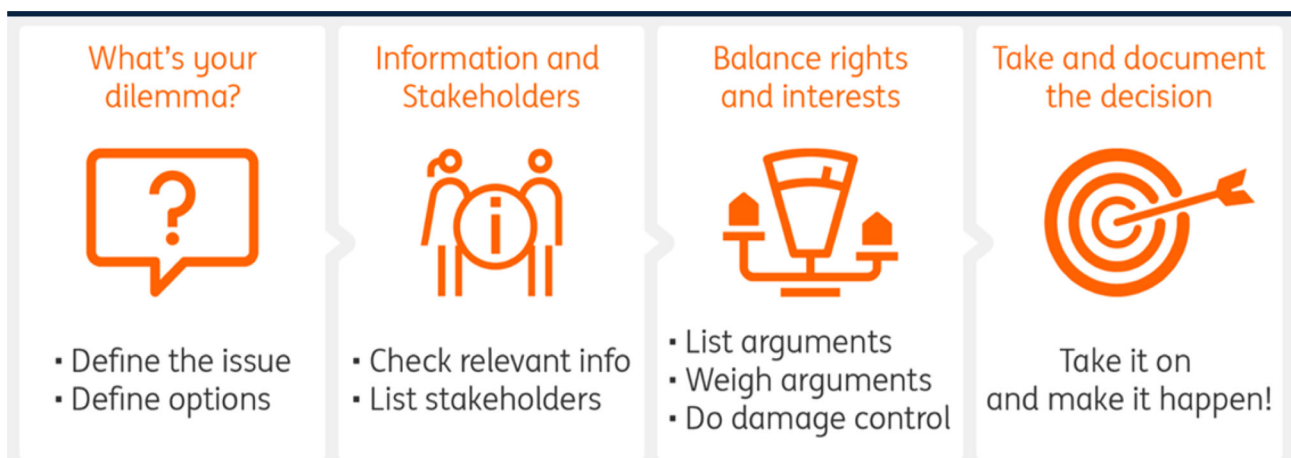 What's your
dilemma?
?
▪ Define the issue
▪ Define options
Information and
Stakeholders
i
▪ Check relevant info
▪ List stakeholders
Balance rights
and interests
▪ List arguments
▪ Weigh arguments
▪ Do damage control
Take and document
the decision
Take it on
and make it happen!